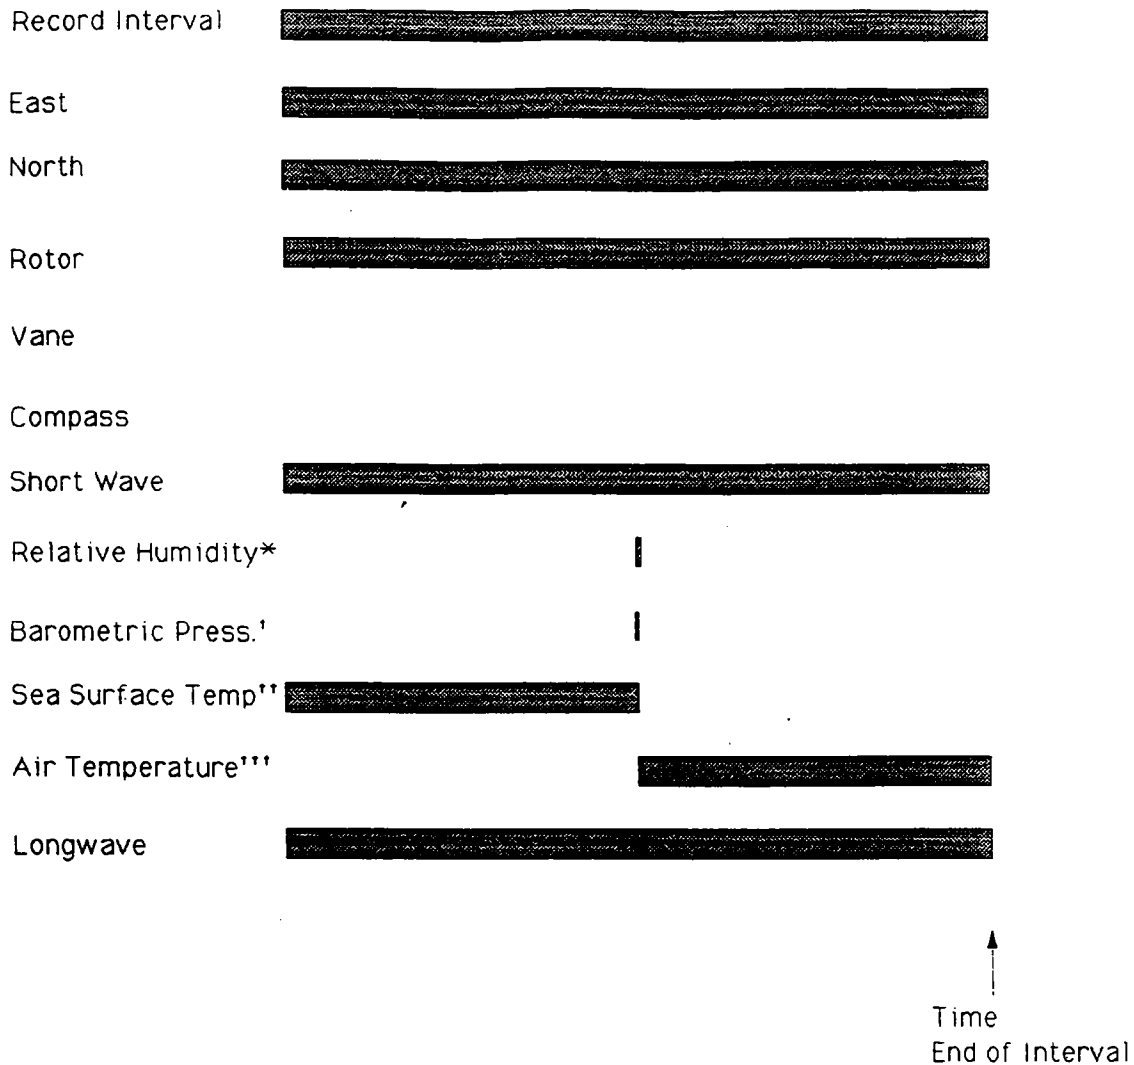 Record Interval
East
North
Rotor
Vane
Compass
Short Wave
Relative Humidity*
Barometric Press.†
Sea Surface Temp††
Air Temperature†††
Longwave
Time
End of Interval